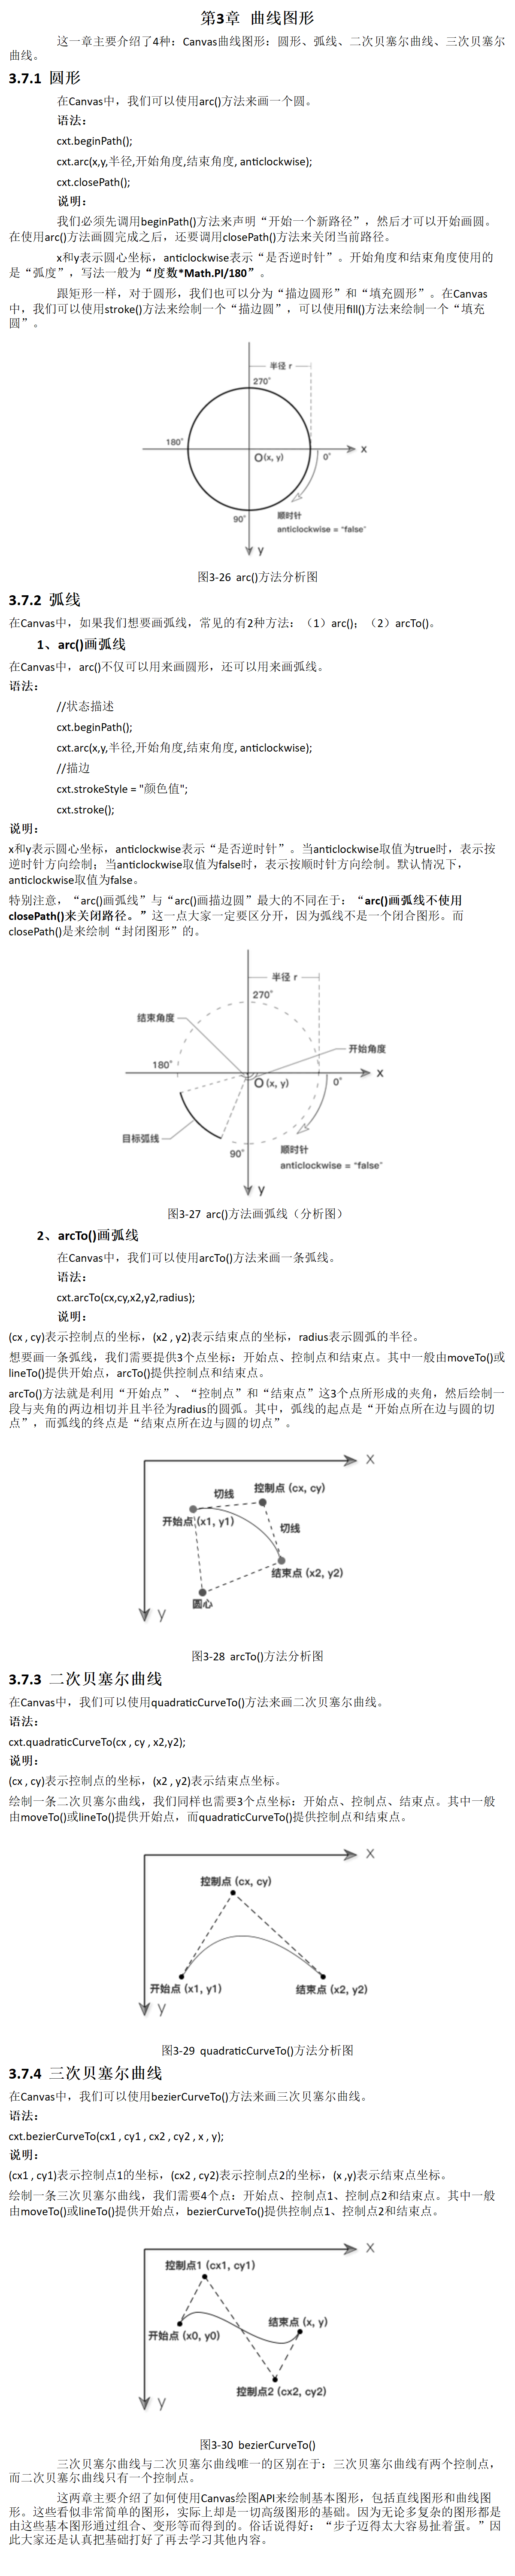 第3章 曲线图形
这一章主要介绍了4种：Canvas曲线图形：圆形、弧线、二次贝塞尔曲线、三次贝塞尔
曲线。
3.7.1 圆形
在Canvas中，我们可以使用arc()方法来画一个圆。
语法：
cxt.beginPath();
cxt.arc(x,y,半径,开始角度,结束角度, anticlockwise);
cxt.closePath();
说明：
我们必须先调用beginPath()方法来声明“开始一个新路径”，然后才可以开始画圆。
在使用arc()方法画圆完成之后，还要调用closePath()方法来关闭当前路径。
x和y表示圆心坐标，anticlockwise表示“是否逆时针”。开始角度和结束角度使用的
是“弧度”，写法一般为“度数*Math.PI/180”。
跟矩形一样，对于圆形，我们也可以分为“描边圆形”和“填充圆形”。在Canvas
中，我们可以使用stroke()方法来绘制一个“描边圆”，可以使用fill()方法来绘制一个“填充
圆”。
半径 r
270°
180°
O(x, y)
0°
x
90°
顺时针
anticlockwise = “false”
y
图3-26 arc()方法分析图
3.7.2 弧线
在Canvas中，如果我们想要画弧线，常见的有2种方法：（1）arc()；（2）arcTo()。
1、arc()画弧线
在Canvas中，arc()不仅可以用来画圆形，还可以用来画弧线。
语法：
//状态描述
cxt.beginPath();
cxt.arc(x,y,半径,开始角度,结束角度, anticlockwise);
//描边
cxt.strokeStyle = "颜色值";
cxt.stroke();
说明：
x和y表示圆心坐标，anticlockwise表示“是否逆时针”。当anticlockwise取值为true时，表示按
逆时针方向绘制；当anticlockwise取值为false时，表示按顺时针方向绘制。默认情况下，
anticlockwise取值为false。
特别注意，“arc()画弧线”与“arc()画描边圆”最大的不同在于：“arc()画弧线不使用
closePath()来关闭路径。”这一点大家一定要区分开，因为弧线不是一个闭合图形。而
closePath()是来绘制“封闭图形”的。
半径 r
270°
结束角度
开始角度
180°
O(x, y)
0°
x
目标弧线
90°
顺时针
anticlockwise = “false”
y
图3-27 arc()方法画弧线（分析图）
2、arcTo()画弧线
在Canvas中，我们可以使用arcTo()方法来画一条弧线。
语法：
cxt.arcTo(cx,cy,x2,y2,radius);
说明：
(cx , cy)表示控制点的坐标，(x2 , y2)表示结束点的坐标，radius表示圆弧的半径。
想要画一条弧线，我们需要提供3个点坐标：开始点、控制点和结束点。其中一般由moveTo()或
lineTo()提供开始点，arcTo()提供控制点和结束点。
arcTo()方法就是利用“开始点”、“控制点”和“结束点”这3个点所形成的夹角，然后绘制一
段与夹角的两边相切并且半径为radius的圆弧。其中，弧线的起点是“开始点所在边与圆的切
点”，而弧线的终点是“结束点所在边与圆的切点”。
x
控制点 (cx, cy)
切线
开始点 (x1, y1)
切线
结束点 (x2, y2)
圆心
y
图3-28 arcTo()方法分析图
3.7.3 二次贝塞尔曲线
在Canvas中，我们可以使用quadraticCurveTo()方法来画二次贝塞尔曲线。
语法：
cxt.quadraticCurveTo(cx , cy , x2,y2);
说明：
(cx , cy)表示控制点的坐标，(x2 , y2)表示结束点坐标。
绘制一条二次贝塞尔曲线，我们同样也需要3个点坐标：开始点、控制点、结束点。其中一般
由moveTo()或lineTo()提供开始点，而quadraticCurveTo()提供控制点和结束点。
x
控制点 (cx, cy)
开始点 (x1, y1)
结束点 (x2, y2)
y
图3-29 quadraticCurveTo()方法分析图
3.7.4 三次贝塞尔曲线
在Canvas中，我们可以使用bezierCurveTo()方法来画三次贝塞尔曲线。
语法：
cxt.bezierCurveTo(cx1 , cy1 , cx2 , cy2 , x , y);
说明：
(cx1 , cy1)表示控制点1的坐标，(cx2 , cy2)表示控制点2的坐标，(x ,y)表示结束点坐标。
绘制一条三次贝塞尔曲线，我们需要4个点：开始点、控制点1、控制点2和结束点。其中一般
由moveTo()或lineTo()提供开始点，bezierCurveTo()提供控制点1、控制点2和结束点。
x
控制点1 (cx1, cy1)
结束点 (x, y)
开始点 (x0, y0)
控制点2 (cx2, cy2)
y
图3-30 bezierCurveTo()
三次贝塞尔曲线与二次贝塞尔曲线唯一的区别在于：三次贝塞尔曲线有两个控制点，
而二次贝塞尔曲线只有一个控制点。
这两章主要介绍了如何使用Canvas绘图API来绘制基本图形，包括直线图形和曲线图
形。这些看似非常简单的图形，实际上却是一切高级图形的基础。因为无论多复杂的图形都是
由这些基本图形通过组合、变形等而得到的。俗话说得好：“步子迈得太大容易扯着蛋。”因
此大家还是认真把基础打好了再去学习其他内容。